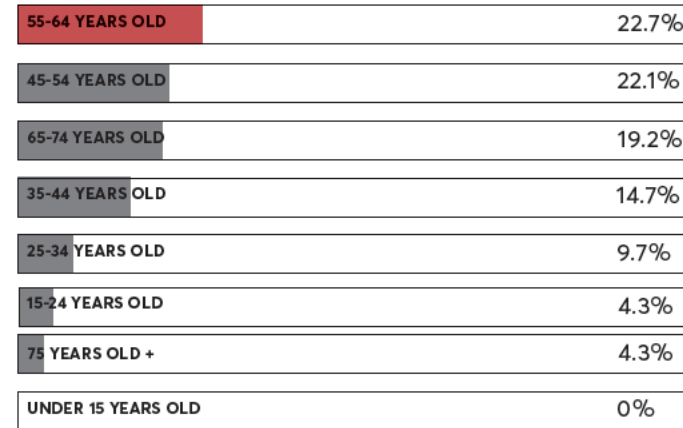 55-64 YEARS OLD 22.7%
45-54 YEARS OLD 22.1%
65-74 YEARS OLD 19.2%
35-44 YEARS OLD 14.7%
25-34 YEARS OLD 9.7%
15-24 YEARS OLD 4.3%
75 YEARS OLD + 4.3%
UNDER 15 YEARS OLD 0%